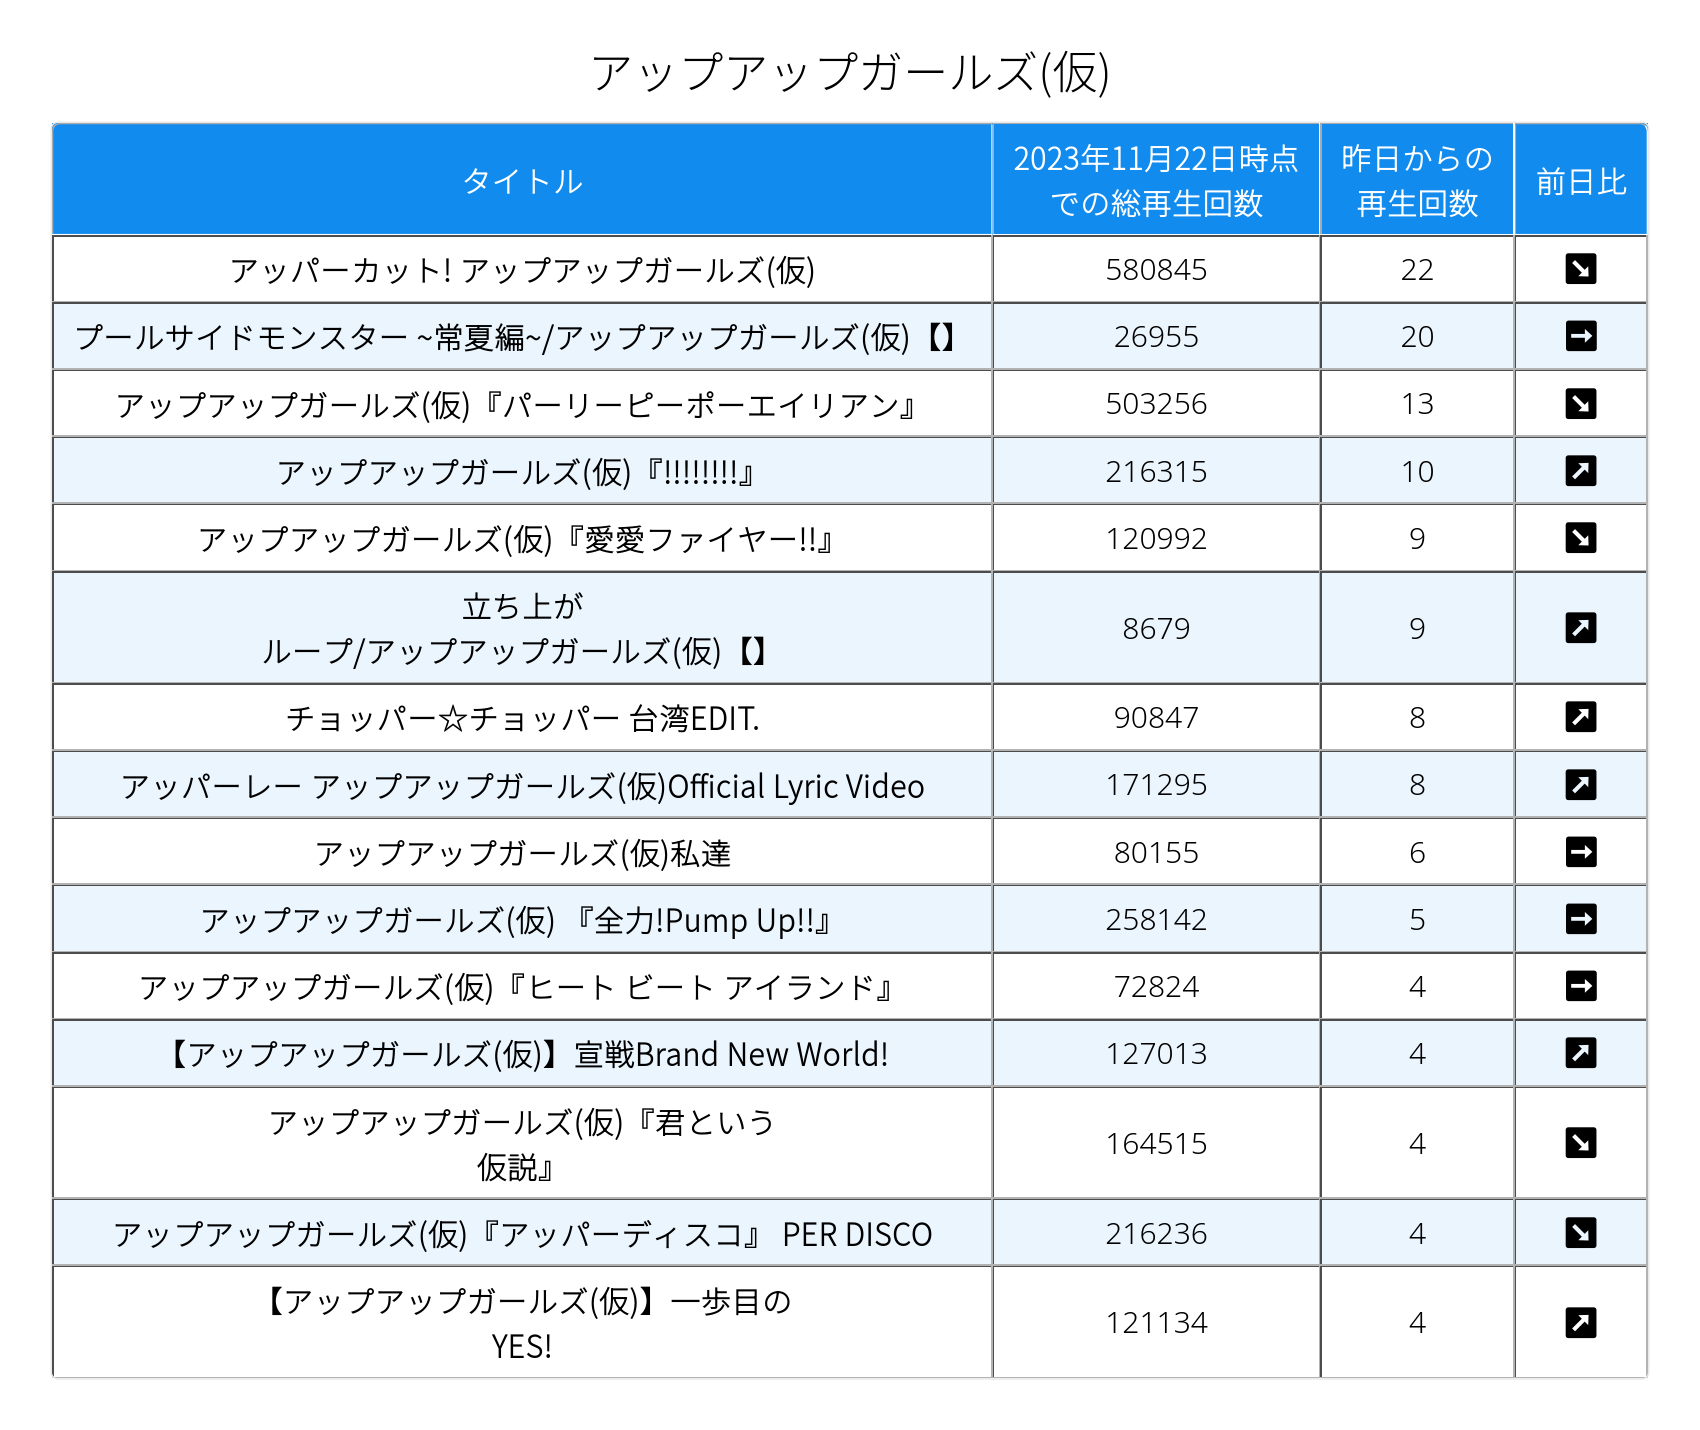 アップアップガールズ(仮)
タイトル 2023年11月22日時点での総再生回数 昨日からの再生回数 前日比
アッパーカット! アップアップガールズ(仮) 580845 22 ↘
プールサイドモンスター ~常夏編~/アップアップガールズ(仮)【】 26955 20 →
アップアップガールズ(仮)『パーリーピーポーエイリアン』 503256 13 ↘
アップアップガールズ(仮)『!!!!!!!!』 216315 10 ↗
アップアップガールズ(仮)『愛愛ファイヤー!!』 120992 9 ↘
立ち上が
ループ/アップアップガールズ(仮)【】 8679 9 ↗
チョッパー☆チョッパー 台湾EDIT. 90847 8 ↗
アッパーレー アップアップガールズ(仮)Official Lyric Video 171295 8 ↗
アップアップガールズ(仮)私達 80155 6 →
アップアップガールズ(仮) 『全力!Pump Up!!』 258142 5 →
アップアップガールズ(仮)『ヒート ビート アイランド』 72824 4 →
【アップアップガールズ(仮)】宣戦Brand New World! 127013 4 ↗
アップアップガールズ(仮)『君という
仮説』 164515 4 ↘
アップアップガールズ(仮)『アッパーディスコ』 PER DISCO 216236 4 ↘
【アップアップガールズ(仮)】一歩目の
YES! 121134 4 ↗